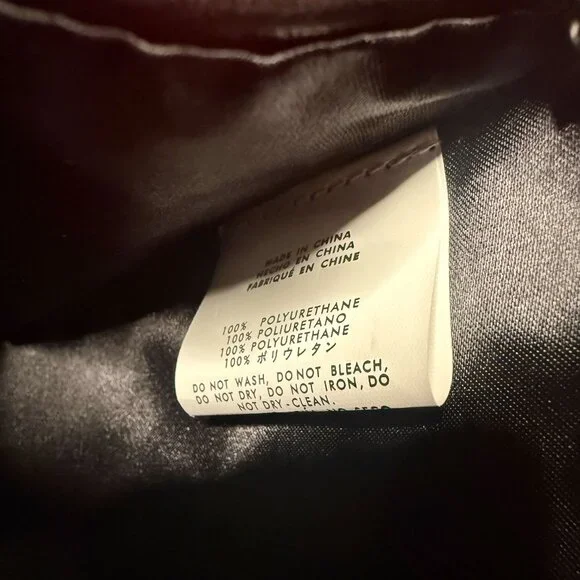 MADE IN CHINA
HECHO EN CHINA
FABRIQUÉ EN CHINE
100% POLYURETHANE
100% POLIURETANO
100% POLYURETHANE
100% ポリウレタン
DO NOT WASH, DO NOT BLEACH,
DO NOT DRY, DO NOT IRON, DO
NOT DRY-CLEAN.